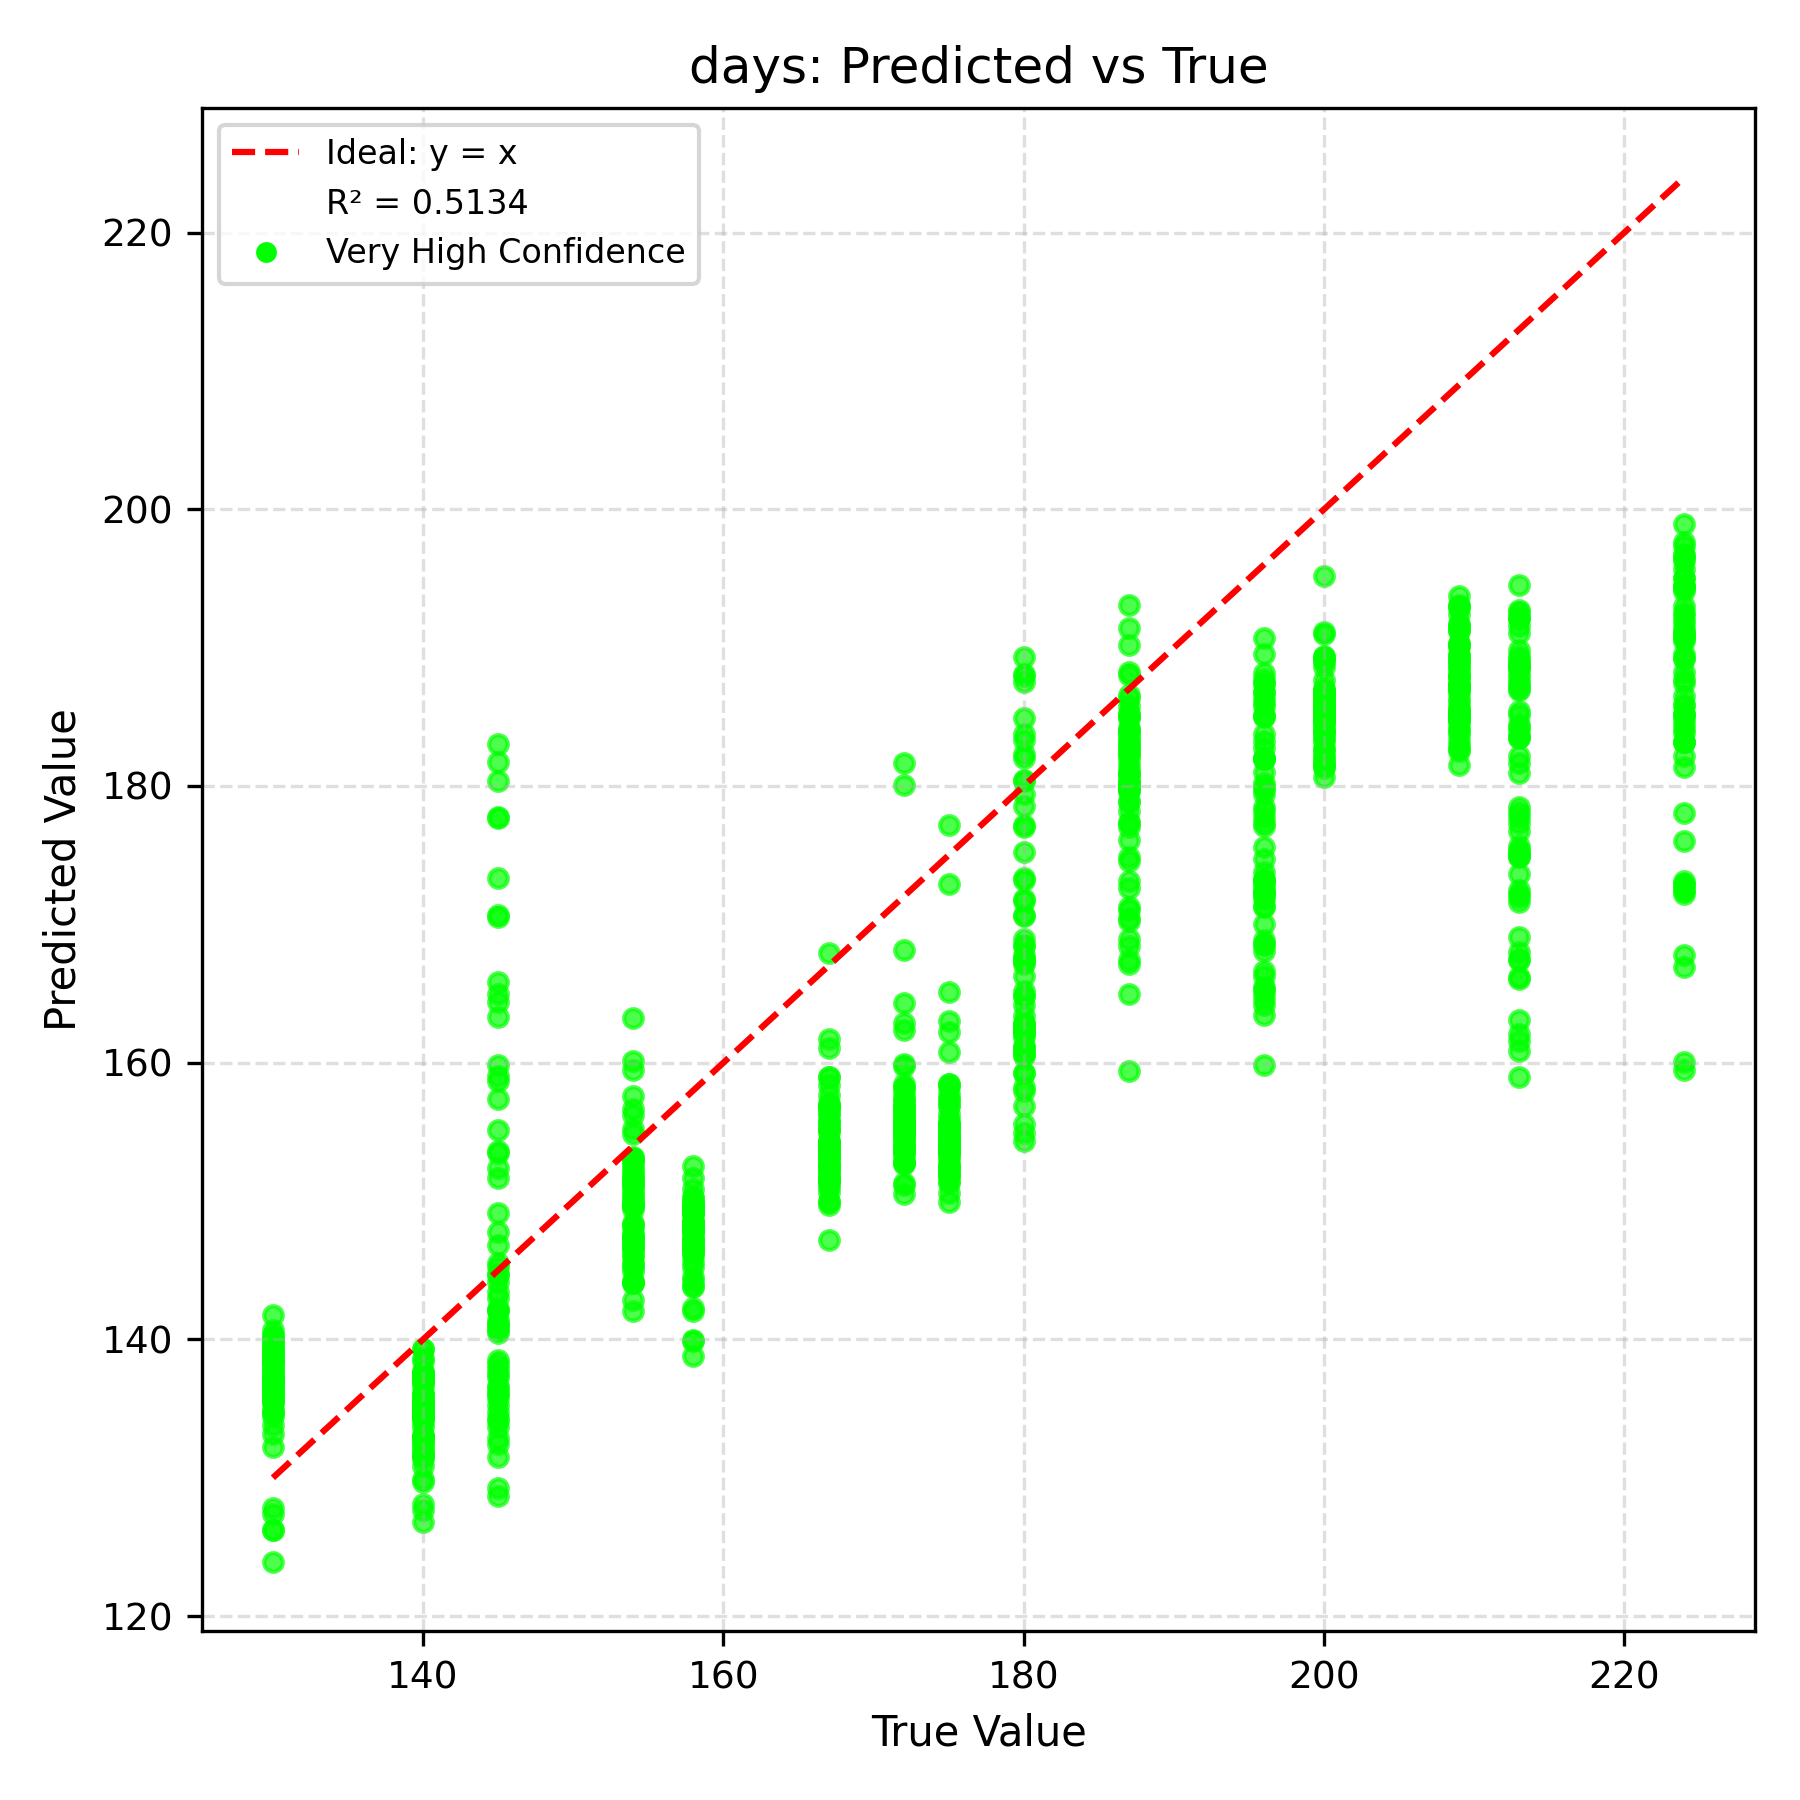 days: Predicted vs True
Ideal: y = x
R² = 0.5134
Very High Confidence
220
200
180
160
140
120
Predicted Value
140 160 180 200 220
True Value